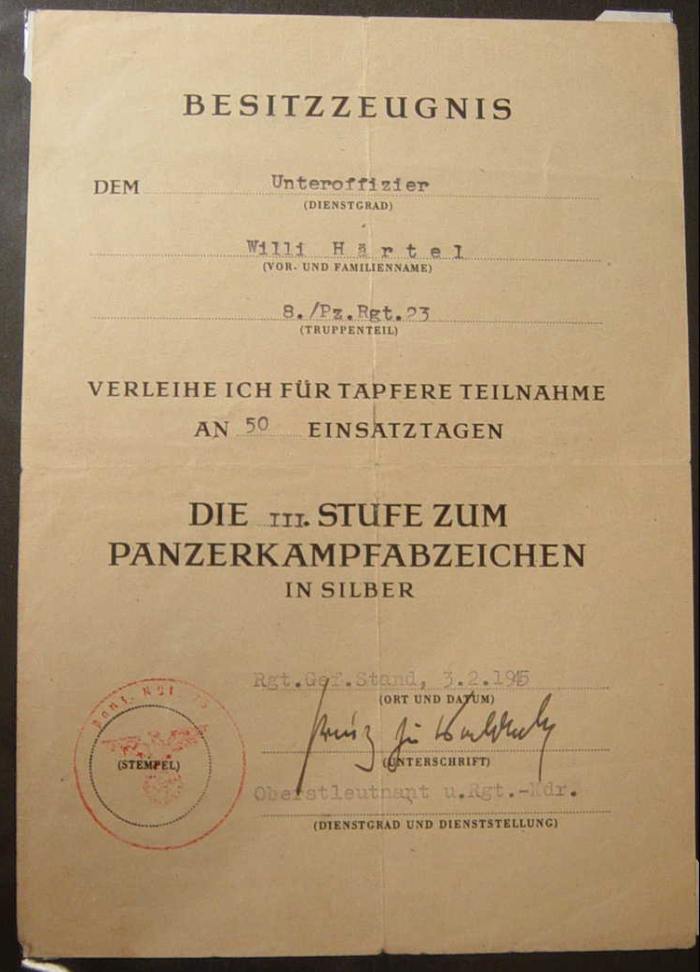 BESITZZEUGNIS
DEM Unteroffizier
(DIENSTGRAD)
Willi Härtel
(VOR- UND FAMILIENNAME)
8./Pz.Rgt.23
(TRUPPENTEIL)
VERLEIHE ICH FÜR TAPFERE TEILNAHME
AN 50 EINSATZTAGEN
DIE III. STUFE ZUM
PANZERKAMPFABZEICHEN
IN SILBER
Rgt.Gef.Stand, 3.2.1945
(ORT UND DATUM)
(STEMPEL)
(UNTERSCHRIFT)
Oberstleutnant u.Rgt.-Kdr.
(DIENSTGRAD UND DIENSTSTELLUNG)